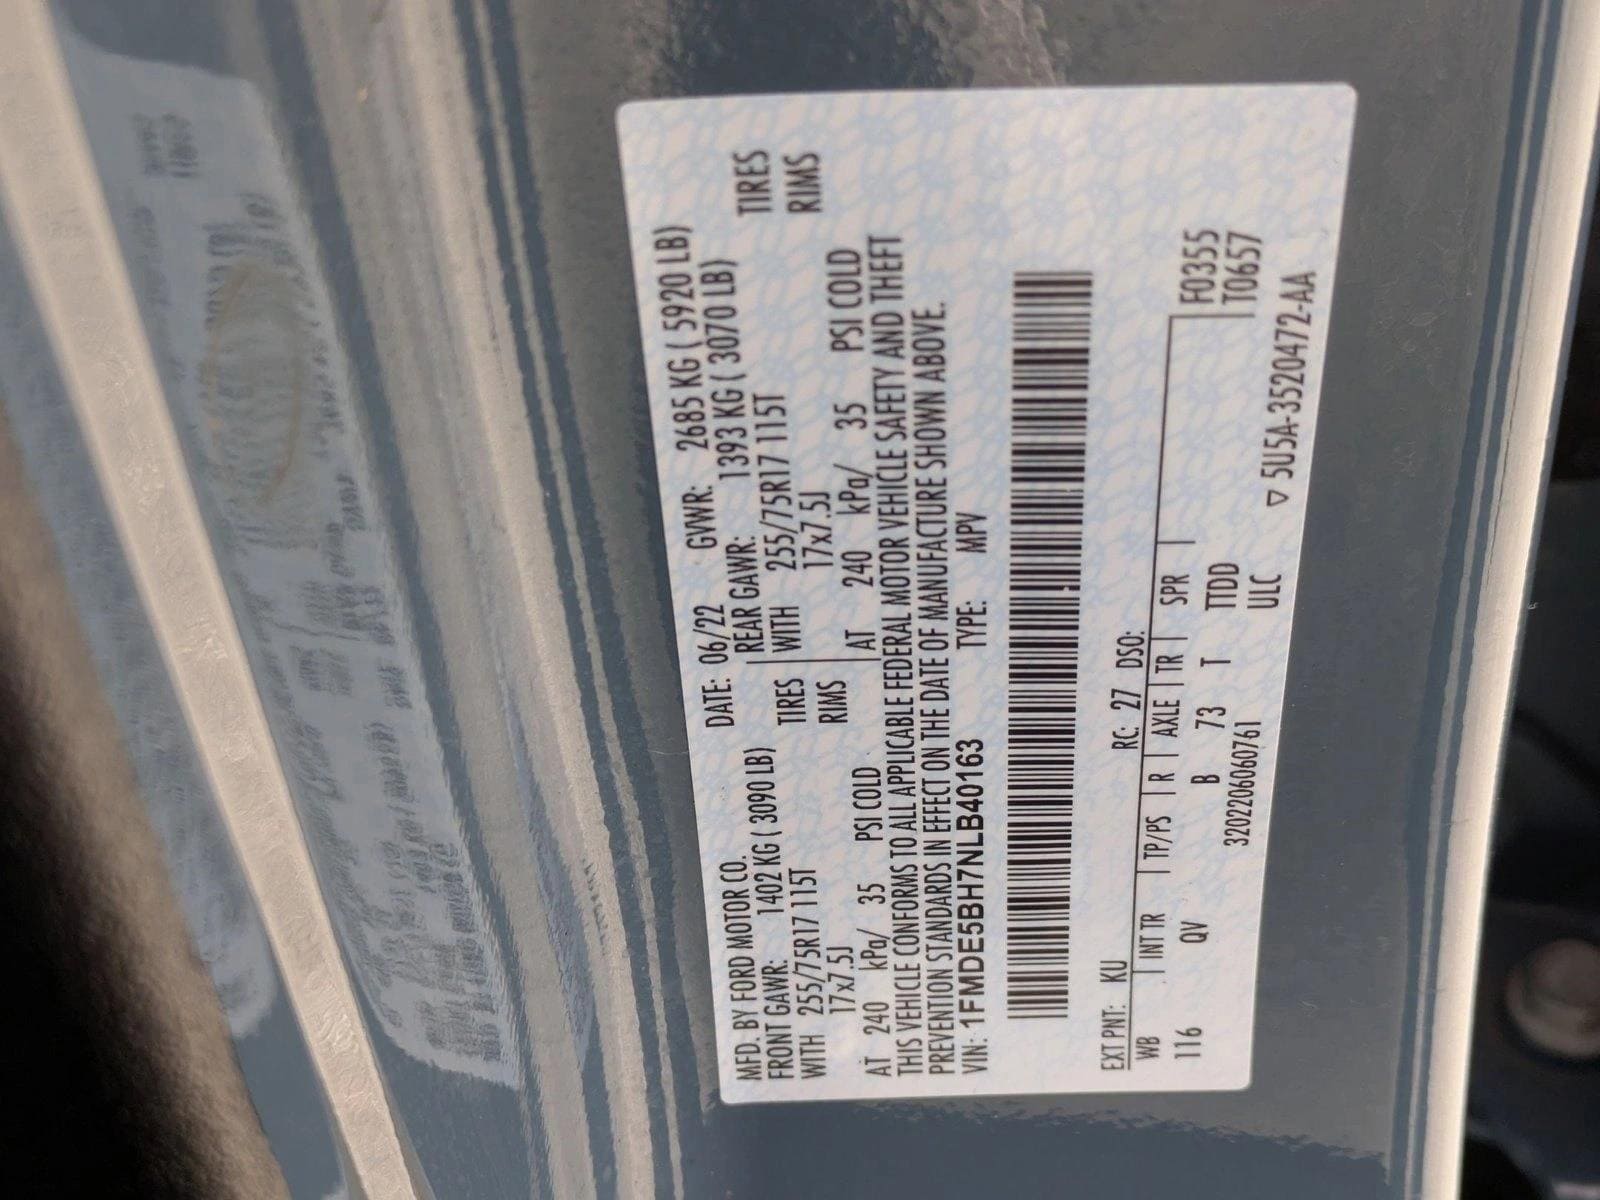 MFD. BY FORD MOTOR CO. DATE: 06/22 GVWR: 2685 KG ( 5920 LB)
FRONT GAWR: 1402 KG ( 3090 LB) REAR GAWR: 1393 KG ( 3070 LB)
WITH 255/75R17 115T TIRES WITH 255/75R17 115T TIRES
17x7.5J RIMS 17x7.5J RIMS
AT 240 kPa/ 35 PSI COLD AT 240 kPa/ 35 PSI COLD
THIS VEHICLE CONFORMS TO ALL APPLICABLE FEDERAL MOTOR VEHICLE SAFETY AND THEFT
PREVENTION STANDARDS IN EFFECT ON THE DATE OF MANUFACTURE SHOWN ABOVE.
VIN: 1FMDE5BH7NLB40163 TYPE: MPV
EXT PNT: KU RC: 27 DSO:
WB INT TR TP/PS R AXLE TR SPR F0355
116 QV B 73 T TTDD T0657
3202206060761 ULC
▽ 5U5A-3520472-AA